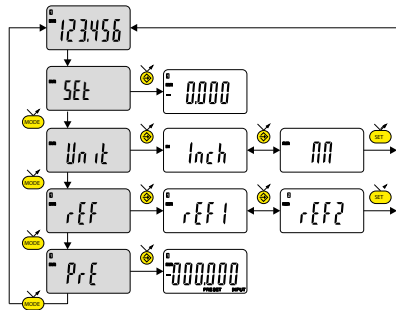 123.456
SEt
0.000
MODE
Unit
Inch
MM
SET
MODE
rEF
rEF1
rEF2
SET
MODE
PrE
-000.000
PRESET INPUT
MODE